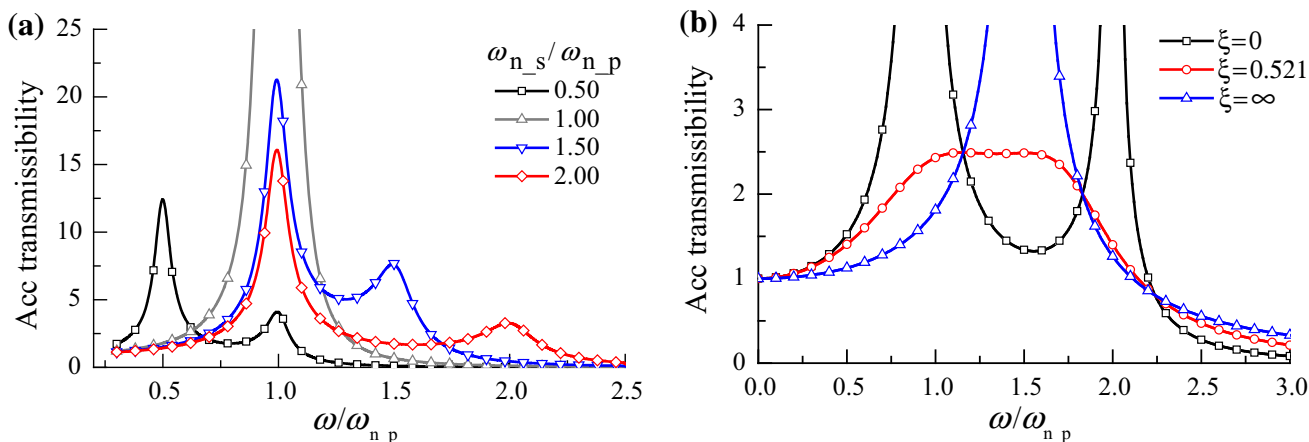 (a)
25
20
15
10
5
0
Acc transmissibility
0.5
1.0
1.5
2.0
2.5
ω/ω n_p
ω n_s/ω n_p
0.50
1.00
1.50
2.00
(b)
4
3
2
1
0
Acc transmissibility
0.0
0.5
1.0
1.5
2.0
2.5
3.0
ω/ω n_p
ξ=0
ξ=0.521
ξ=∞